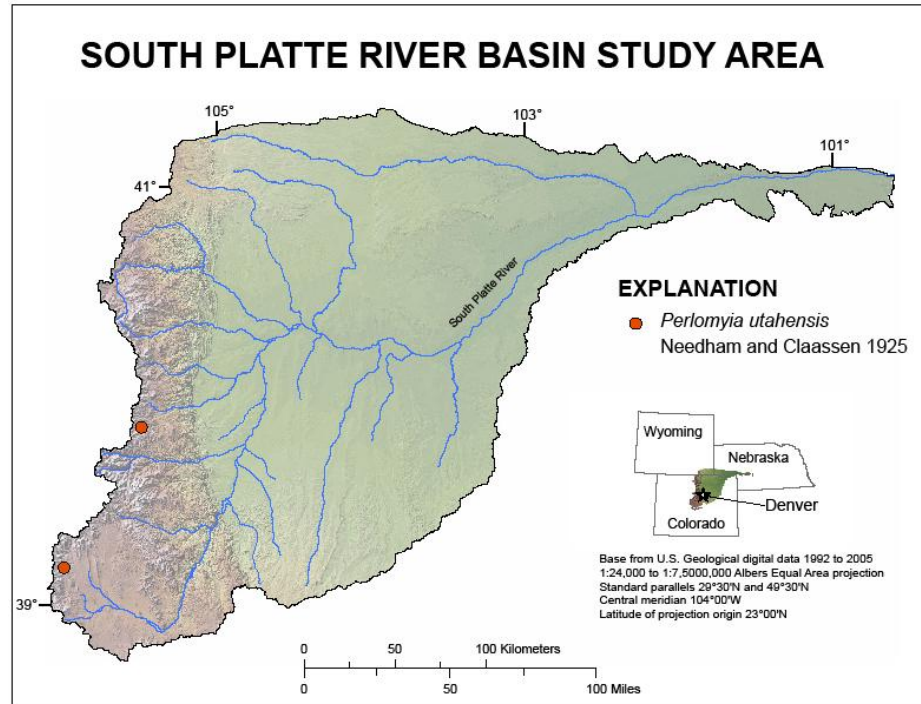 SOUTH PLATTE RIVER BASIN STUDY AREA
105°
103°
101°
41°
South Platte River
EXPLANATION
Perlomyia utahensis
Needham and Claassen 1925
Wyoming
Nebraska
Denver
Colorado
Base from U.S. Geological digital data 1992 to 2005
1:24,000 to 1:7,5000,000 Albers Equal Area projection
Standard parallels 29°30'N and 49°30'N
Central meridian 104°00'W
Latitude of projection origin 23°00'N
39°
0 50 100 Kilometers
0 50 100 Miles